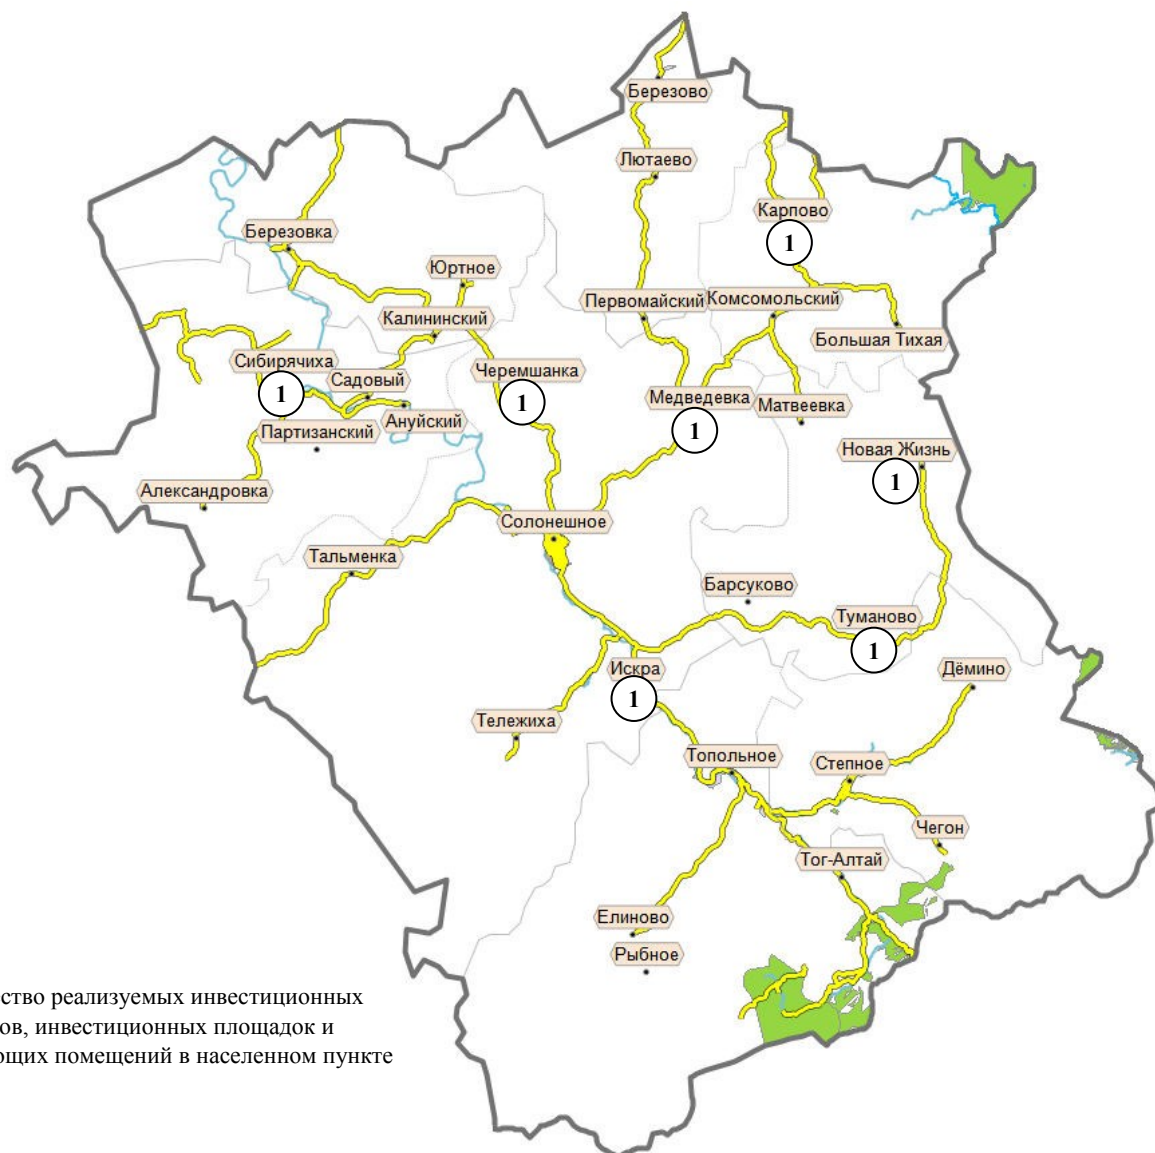 Березово
Лютаево
Карпово
1
Березовка
Юртное
Первомайский
Комсомольский
Калининский
Большая Тихая
Сибирячиха
1
Садовый
Черемшанка
1
Медведевка
1
Матвеевка
Ануйский
Партизанский
Новая Жизнь
1
Александровка
Солонешное
Тальменка
Барсуково
Туманово
1
Искра
1
Дёмино
Тележиха
Топольное
Степное
Чегон
Тог-Алтай
Елиново
Рыбное
ство реализуемых инвестиционных
ов, инвестиционных площадок и
ющих помещений в населенном пункте